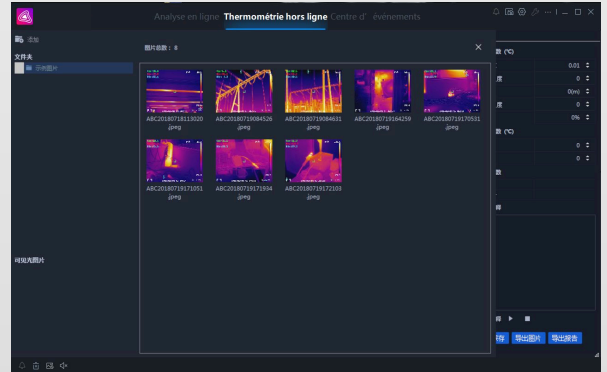 Analyse en ligne Thermométrie hors ligne Centre d' événements
添加
图片总数： 8
文件夹
示例图片
ABC20180718113020
.jpeg
ABC20180719084526
.jpeg
ABC20180719084631
.jpeg
ABC20180719164259
.jpeg
ABC20180719170531
.jpeg
ABC20180719171051
.jpeg
ABC20180719171934
.jpeg
ABC20180719172103
.jpeg
可见光图片
数 (℃)
0.01
度
0
0(m)
度
0
0%
数 (℃)
0
0
数
存
导出图片
导出报告